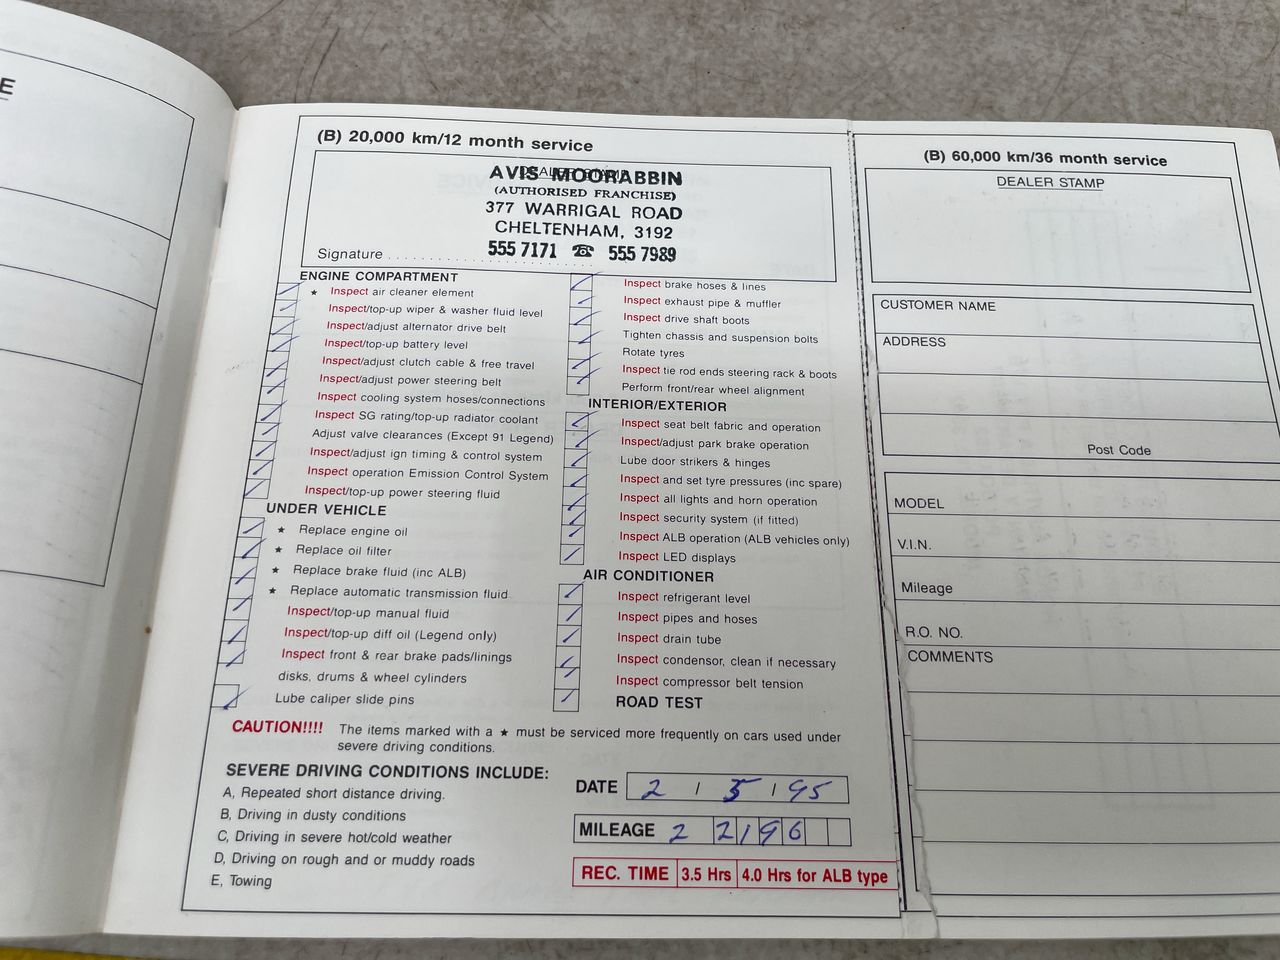 E
(B) 20,000 km/12 month service
DEALER STAMP
AVIS MOORABBIN
(AUTHORISED FRANCHISE)
377 WARRIGAL ROAD
CHELTENHAM, 3192
555 7171 ☎ 555 7989
Signature
ENGINE COMPARTMENT
★ Inspect air cleaner element
Inspect/top-up wiper & washer fluid level
Inspect/adjust alternator drive belt
Inspect/top-up battery level
Inspect/adjust clutch cable & free travel
Inspect/adjust power steering belt
Inspect cooling system hoses/connections
Inspect SG rating/top-up radiator coolant
Adjust valve clearances (Except 91 Legend)
Inspect/adjust ign timing & control system
Inspect operation Emission Control System
Inspect/top-up power steering fluid
UNDER VEHICLE
★ Replace engine oil
★ Replace oil filter
★ Replace brake fluid (inc ALB)
★ Replace automatic transmission fluid
Inspect/top-up manual fluid
Inspect/top-up diff oil (Legend only)
Inspect front & rear brake pads/linings
disks, drums & wheel cylinders
Lube caliper slide pins
Inspect brake hoses & lines
Inspect exhaust pipe & muffler
Inspect drive shaft boots
Tighten chassis and suspension bolts
Rotate tyres
Inspect tie rod ends steering rack & boots
Perform front/rear wheel alignment
INTERIOR/EXTERIOR
Inspect seat belt fabric and operation
Inspect/adjust park brake operation
Lube door strikers & hinges
Inspect and set tyre pressures (inc spare)
Inspect all lights and horn operation
Inspect security system (if fitted)
Inspect ALB operation (ALB vehicles only)
Inspect LED displays
AIR CONDITIONER
Inspect refrigerant level
Inspect pipes and hoses
Inspect drain tube
Inspect condensor, clean if necessary
Inspect compressor belt tension
ROAD TEST
CAUTION!!!! The items marked with a ★ must be serviced more frequently on cars used under
severe driving conditions.
SEVERE DRIVING CONDITIONS INCLUDE:
A, Repeated short distance driving.
B, Driving in dusty conditions
C, Driving in severe hot/cold weather
D, Driving on rough and or muddy roads
E, Towing
DATE 2 / 5 / 95
MILEAGE 2 2196
REC. TIME 3.5 Hrs 4.0 Hrs for ALB type
(B) 60,000 km/36 month service
DEALER STAMP
CUSTOMER NAME
ADDRESS
Post Code
MODEL
V.I.N.
Mileage
R.O. NO.
COMMENTS